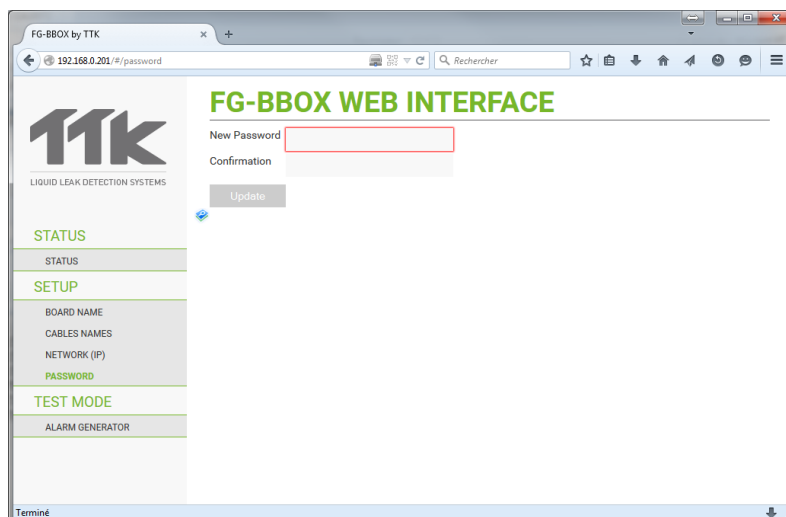 FG-BBOX by TTK
192.168.0.201/#/password
Rechercher
TTK
LIQUID LEAK DETECTION SYSTEMS
STATUS
STATUS
SETUP
BOARD NAME
CABLES NAMES
NETWORK (IP)
PASSWORD
TEST MODE
ALARM GENERATOR
FG-BBOX WEB INTERFACE
New Password
Confirmation
Update
Terminé